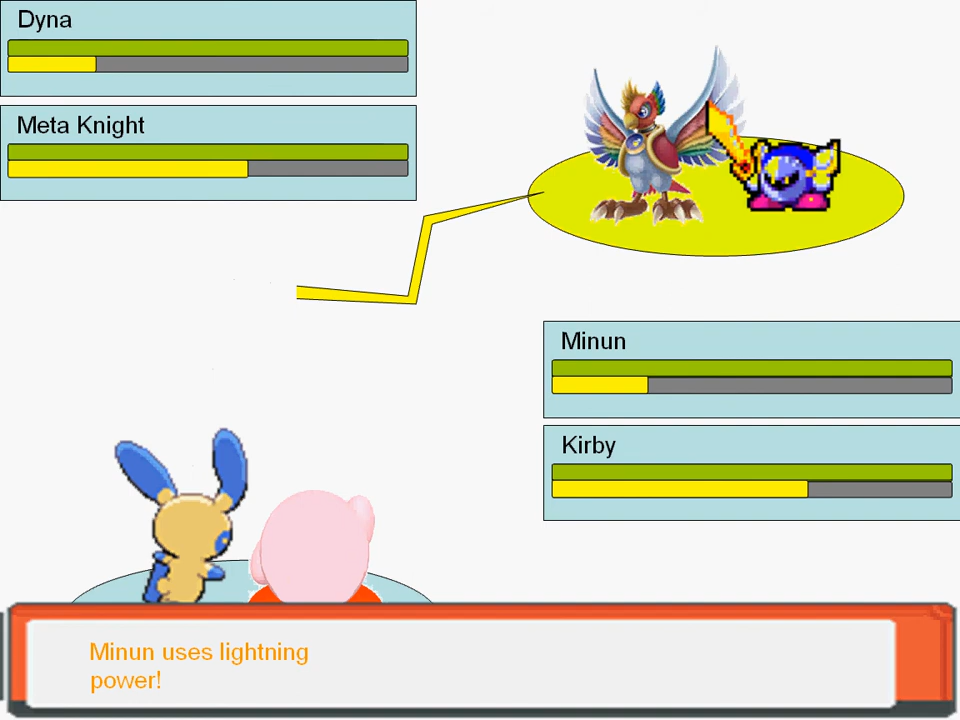 Dyna
Meta Knight
Minun
Kirby
Minun uses lightning
power!